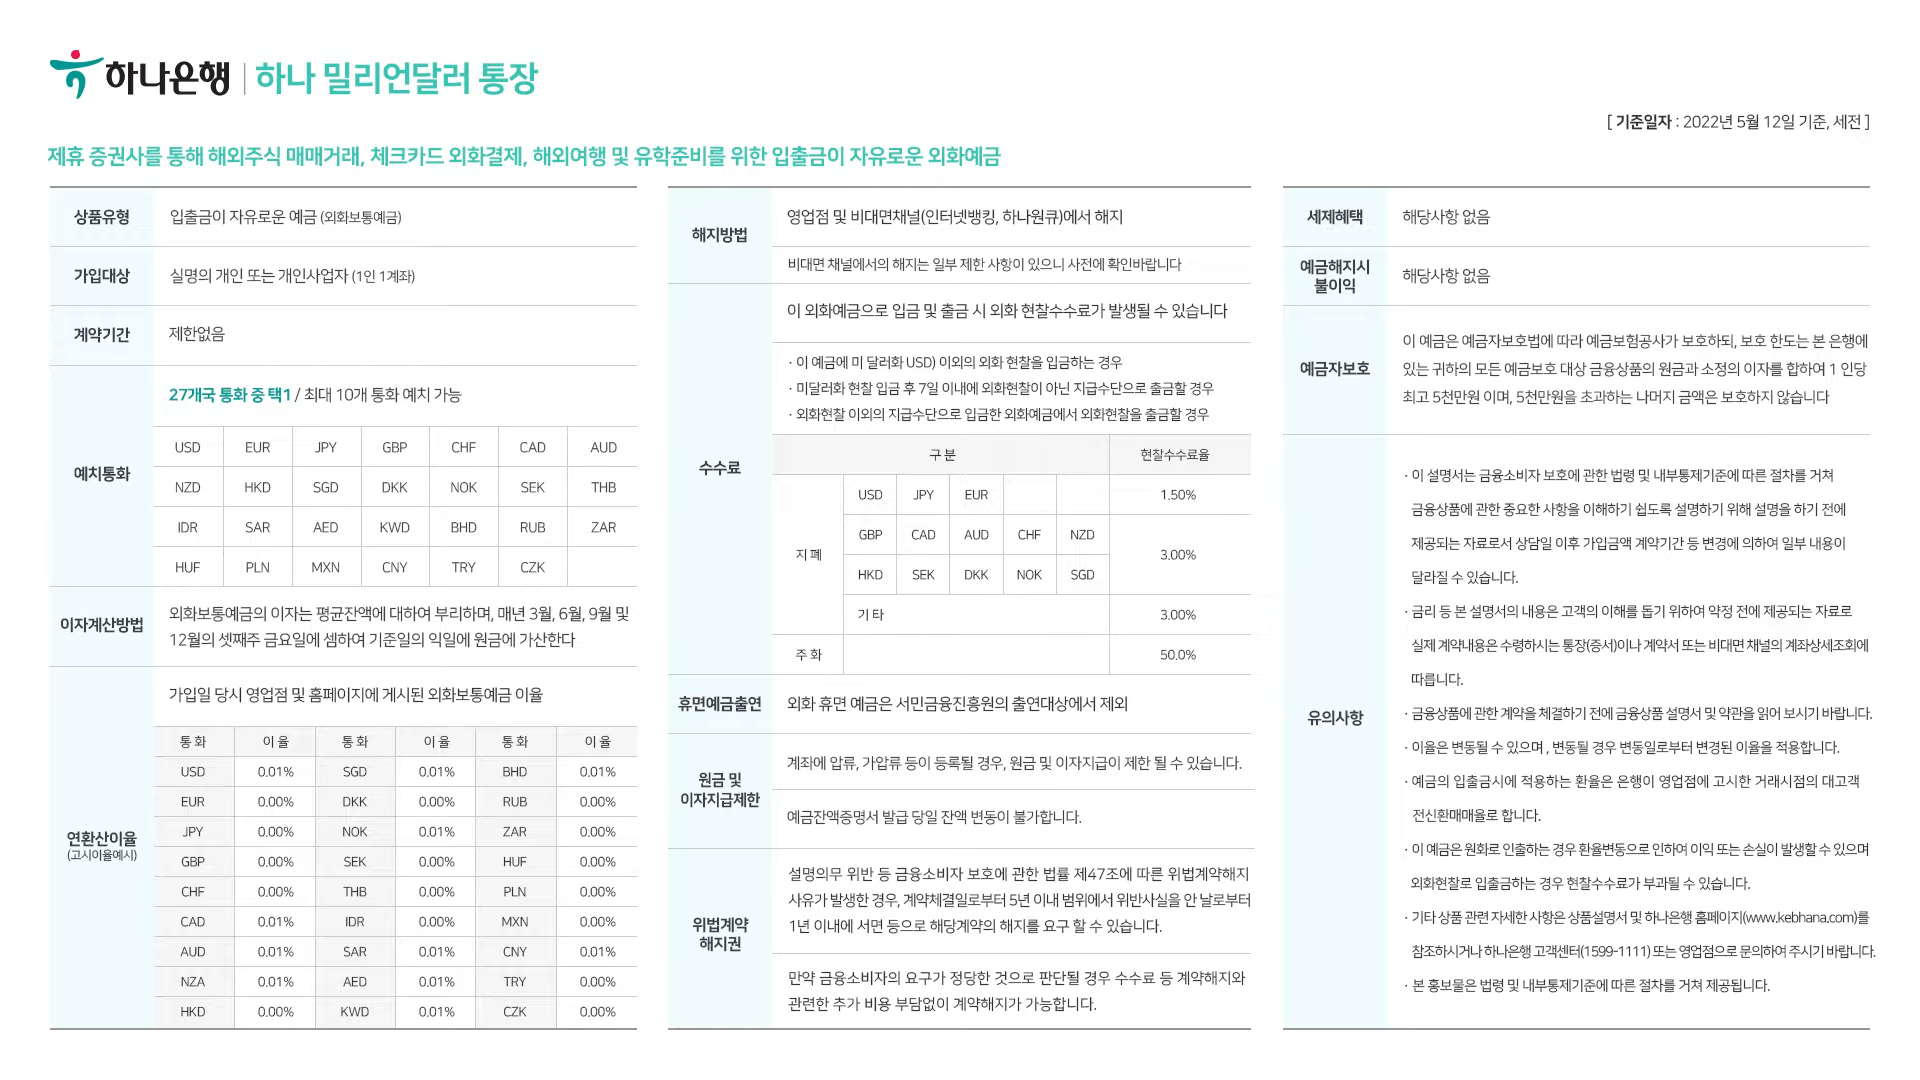 하나은행 | 하나 밀리언달러 통장
[ 기준일자 : 2022년 5월 12일 기준, 세전 ]
제휴 증권사를 통해 해외주식 매매거래, 체크카드 외화결제, 해외여행 및 유학준비를 위한 입출금이 자유로운 외화예금
상품유형 입출금이 자유로운 예금 (외화보통예금)
가입대상 실명의 개인 또는 개인사업자 (1인 1계좌)
계약기간 제한없음
예치통화
27개국 통화 중 택1 / 최대 10개 통화 예치 가능
USD EUR JPY GBP CHF CAD AUD
NZD HKD SGD DKK NOK SEK THB
IDR SAR AED KWD BHD RUB ZAR
HUF PLN MXN CNY TRY CZK
이자계산방법
외화보통예금의 이자는 평균잔액에 대하여 부리하며, 매년 3월, 6월, 9월 및
12월의 셋째주 금요일에 셈하여 기준일의 익일에 원금에 가산한다
연환산이율
(고시이율예시)
가입일 당시 영업점 및 홈페이지에 게시된 외화보통예금 이율
통 화 이 율 통 화 이 율 통 화 이 율
USD 0.01% SGD 0.01% BHD 0.01%
EUR 0.00% DKK 0.00% RUB 0.00%
JPY 0.00% NOK 0.01% ZAR 0.00%
GBP 0.00% SEK 0.00% HUF 0.00%
CHF 0.00% THB 0.00% PLN 0.00%
CAD 0.01% IDR 0.00% MXN 0.00%
AUD 0.01% SAR 0.01% CNY 0.01%
NZA 0.01% AED 0.01% TRY 0.00%
HKD 0.00% KWD 0.01% CZK 0.00%
해지방법
영업점 및 비대면채널(인터넷뱅킹, 하나원큐)에서 해지
비대면 채널에서의 해지는 일부 제한 사항이 있으니 사전에 확인바랍니다
수수료
이 외화예금으로 입금 및 출금 시 외화 현찰수수료가 발생될 수 있습니다
· 이 예금에 미 달러화 USD) 이외의 외화 현찰을 입금하는 경우
· 미달러화 현찰 입금 후 7일 이내에 외화현찰이 아닌 지급수단으로 출금할 경우
· 외화현찰 이외의 지급수단으로 입금한 외화예금에서 외화현찰을 출금할 경우
구 분 현찰수수료율
지 폐
USD JPY EUR 1.50%
GBP CAD AUD CHF NZD 3.00%
HKD SEK DKK NOK SGD
기 타 3.00%
주 화 50.0%
휴면예금출연 외화 휴면 예금은 서민금융진흥원의 출연대상에서 제외
원금 및
이자지급제한
계좌에 압류, 가압류 등이 등록될 경우, 원금 및 이자지급이 제한 될 수 있습니다.
예금잔액증명서 발급 당일 잔액 변동이 불가합니다.
위법계약
해지권
설명의무 위반 등 금융소비자 보호에 관한 법률 제47조에 따른 위법계약해지
사유가 발생한 경우, 계약체결일로부터 5년 이내 범위에서 위반사실을 안 날로부터
1년 이내에 서면 등으로 해당계약의 해지를 요구 할 수 있습니다.
만약 금융소비자의 요구가 정당한 것으로 판단될 경우 수수료 등 계약해지와
관련한 추가 비용 부담없이 계약해지가 가능합니다.
세제혜택 해당사항 없음
예금해지시
불이익
해당사항 없음
예금자보호
이 예금은 예금자보호법에 따라 예금보험공사가 보호하되, 보호 한도는 본 은행에
있는 귀하의 모든 예금보호 대상 금융상품의 원금과 소정의 이자를 합하여 1 인당
최고 5천만원 이며, 5천만원을 초과하는 나머지 금액은 보호하지 않습니다
유의사항
· 이 설명서는 금융소비자 보호에 관한 법령 및 내부통제기준에 따른 절차를 거쳐
금융상품에 관한 중요한 사항을 이해하기 쉽도록 설명하기 위해 설명을 하기 전에
제공되는 자료로서 상담일 이후 가입금액 계약기간 등 변경에 의하여 일부 내용이
달라질 수 있습니다.
· 금리 등 본 설명서의 내용은 고객의 이해를 돕기 위하여 약정 전에 제공되는 자료로
실제 계약내용은 수령하시는 통장(증서)이나 계약서 또는 비대면 채널의 계좌상세조회에
따릅니다.
· 금융상품에 관한 계약을 체결하기 전에 금융상품 설명서 및 약관을 읽어 보시기 바랍니다.
· 이율은 변동될 수 있으며 , 변동될 경우 변동일로부터 변경된 이율을 적용합니다.
· 예금의 입출금시에 적용하는 환율은 은행이 영업점에 고시한 거래시점의 대고객
전신환매매율로 합니다.
· 이 예금은 원화로 인출하는 경우 환율변동으로 인하여 이익 또는 손실이 발생할 수 있으며
외화현찰로 입출금하는 경우 현찰수수료가 부과될 수 있습니다.
· 기타 상품 관련 자세한 사항은 상품설명서 및 하나은행 홈페이지(www.kebhana.com)를
참조하시거나 하나은행 고객센터(1599-1111) 또는 영업점으로 문의하여 주시기 바랍니다.
· 본 홍보물은 법령 및 내부통제기준에 따른 절차를 거쳐 제공됩니다.